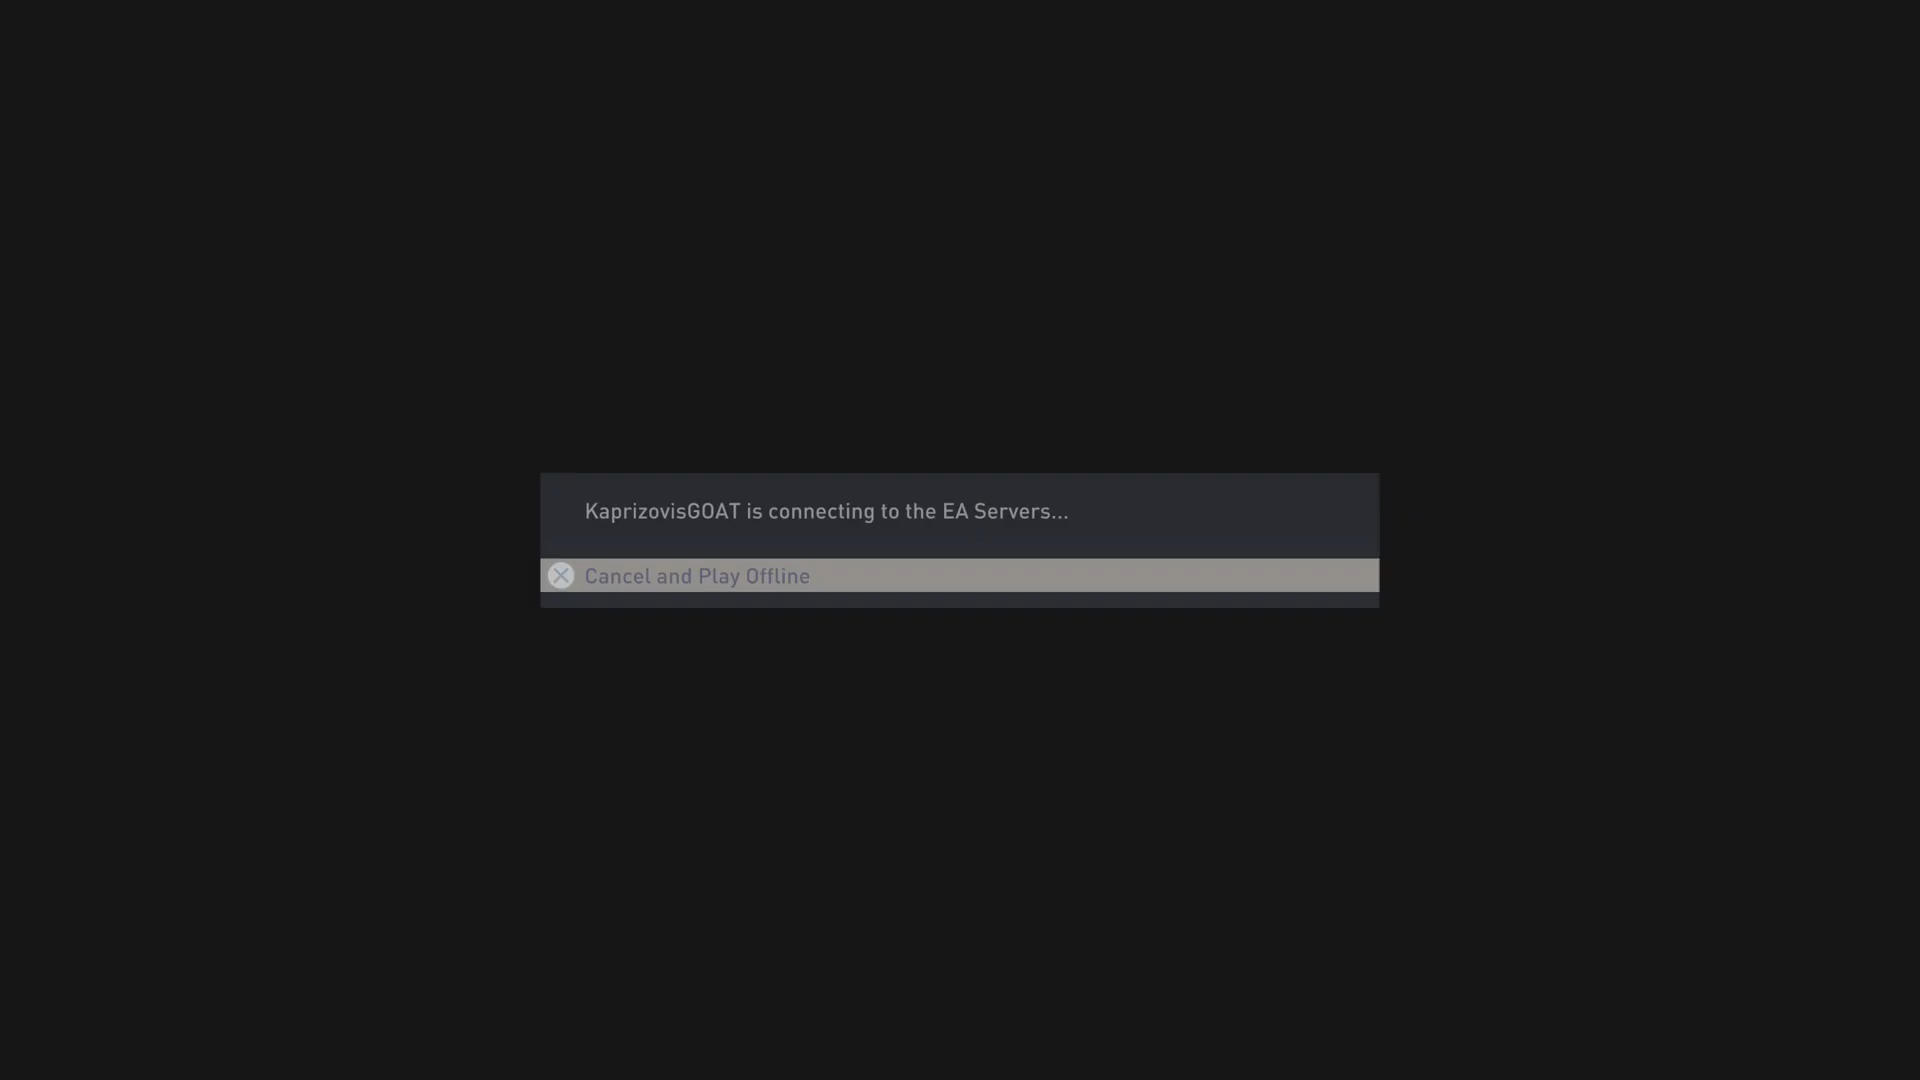 KaprizovisGOAT is connecting to the EA Servers...
Cancel and Play Offline